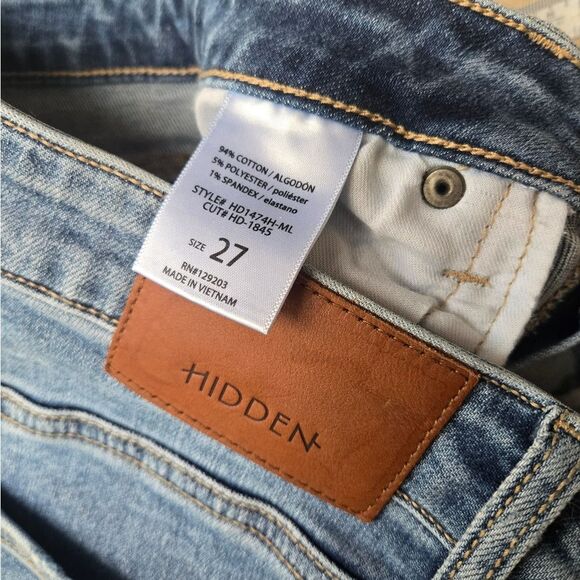 94% COTTON / ALGODÓN
5% POLYESTER / poliéster
1% SPANDEX / elastano
STYLE# HD1474H-ML
CUT# HD-1845
SIZE 27
RN#129203
MADE IN VIETNAM
HIDDEN